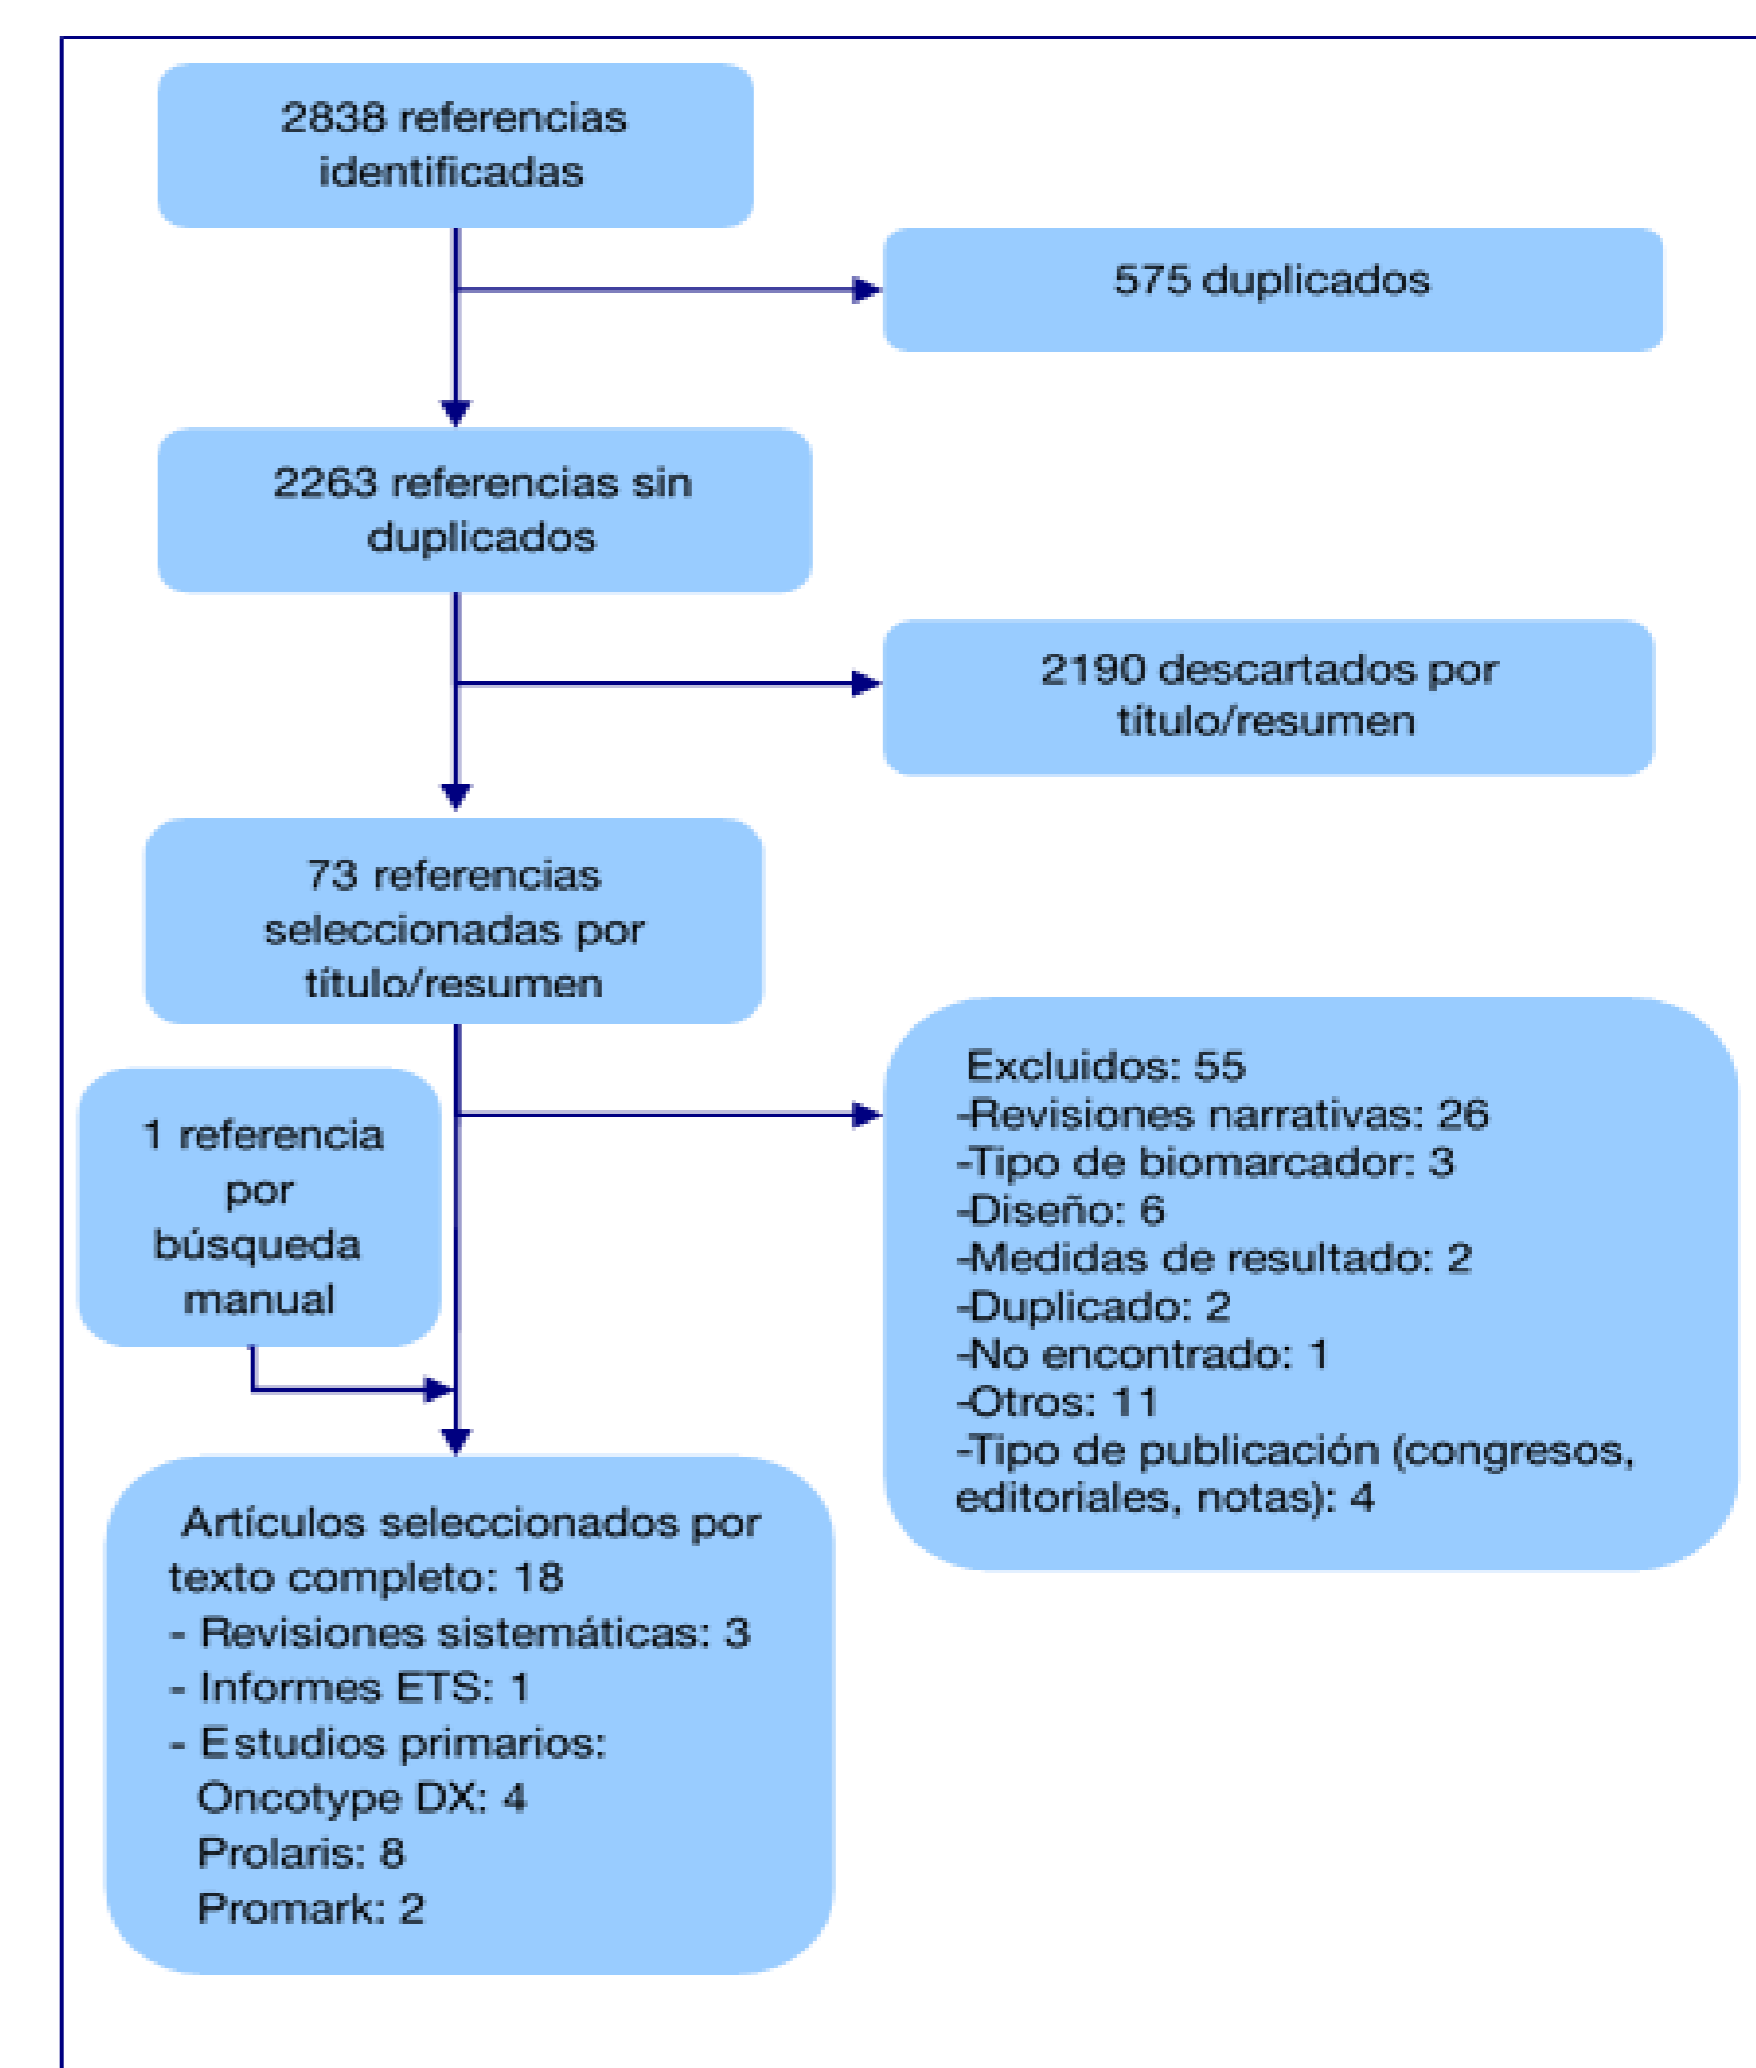 2838 referencias
identificadas
575 duplicados
2263 referencias sin
duplicados
2190 descartados por
título/resumen
73 referencias
seleccionadas por
título/resumen
1 referencia
por
búsqueda
manual
Excluidos: 55
-Revisiones narrativas: 26
-Tipo de biomarcador: 3
-Diseño: 6
-Medidas de resultado: 2
-Duplicado: 2
-No encontrado: 1
-Otros: 11
-Tipo de publicación (congresos,
editoriales, notas): 4
Artículos seleccionados por
texto completo: 18
- Revisiones sistemáticas: 3
- Informes ETS: 1
- Estudios primarios:
Oncotype DX: 4
Prolaris: 8
Promark: 2